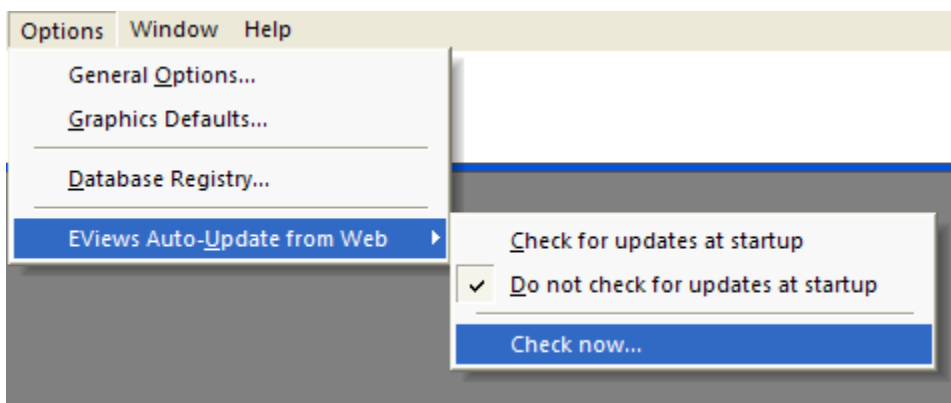 Options Window Help
General Options...
Graphics Defaults...
Database Registry...
EViews Auto-Update from Web
Check for updates at startup
Do not check for updates at startup
Check now...